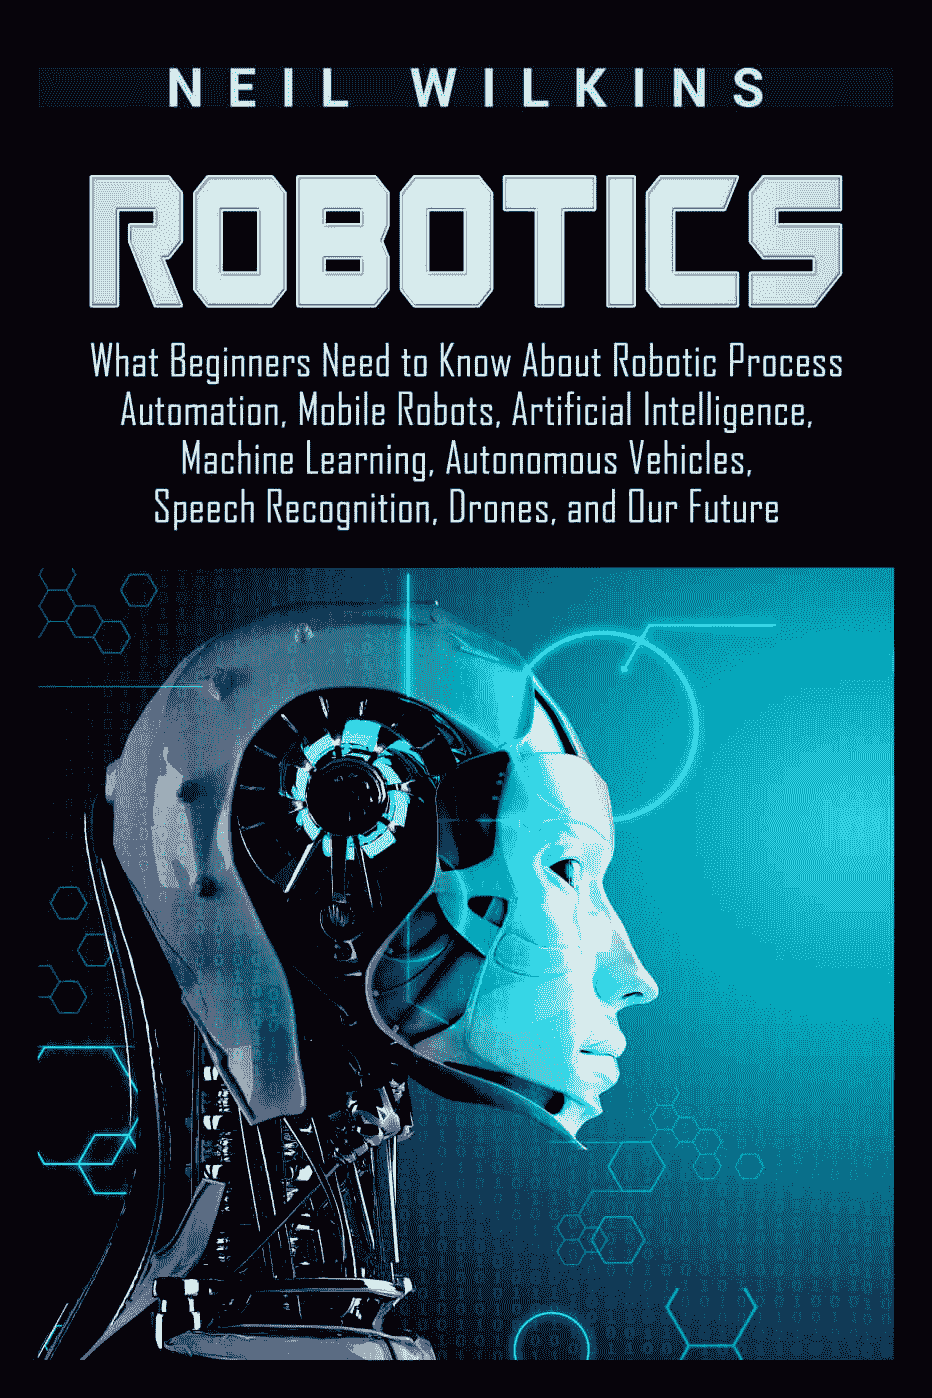 NEIL WILKINS
ROBOTICS
What Beginners Need to Know About Robotic Process
Automation, Mobile Robots, Artificial Intelligence,
Machine Learning, Autonomous Vehicles,
Speech Recognition, Drones, and Our Future